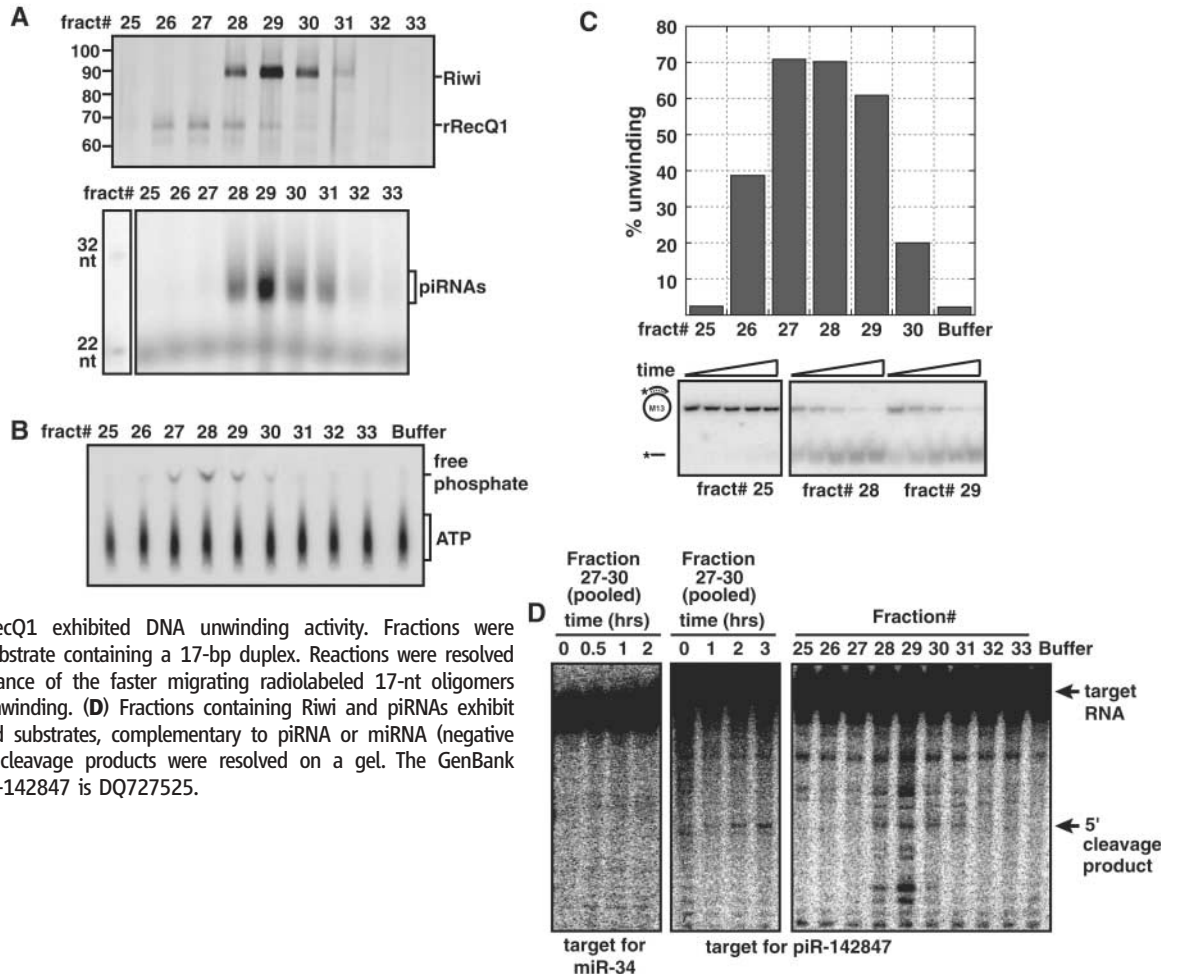 A
fract# 25 26 27 28 29 30 31 32 33
100
90
80
70
60
Riwi
rRecQ1
fract# 25 26 27 28 29 30 31 32 33
32
nt
22
nt
piRNAs
B
fract# 25 26 27 28 29 30 31 32 33 Buffer
free
phosphate
ATP
C
80
70
60
50
40
30
20
10
% unwinding
fract# 25 26 27 28 29 30 Buffer
time
*
M13
*
fract# 25 fract# 28 fract# 29
ecQ1 exhibited DNA unwinding activity. Fractions were
bstrate containing a 17-bp duplex. Reactions were resolved
ance of the faster migrating radiolabeled 17-nt oligomers
nwinding. (D) Fractions containing Riwi and piRNAs exhibit
d substrates, complementary to piRNA or miRNA (negative
cleavage products were resolved on a gel. The GenBank
-142847 is DQ727525.
D
Fraction
27-30
(pooled)
time (hrs)
0 0.5 1 2
Fraction
27-30
(pooled)
time (hrs)
0 1 2 3
Fraction#
25 26 27 28 29 30 31 32 33 Buffer
target
RNA
5'
cleavage
product
target for
miR-34
target for piR-142847